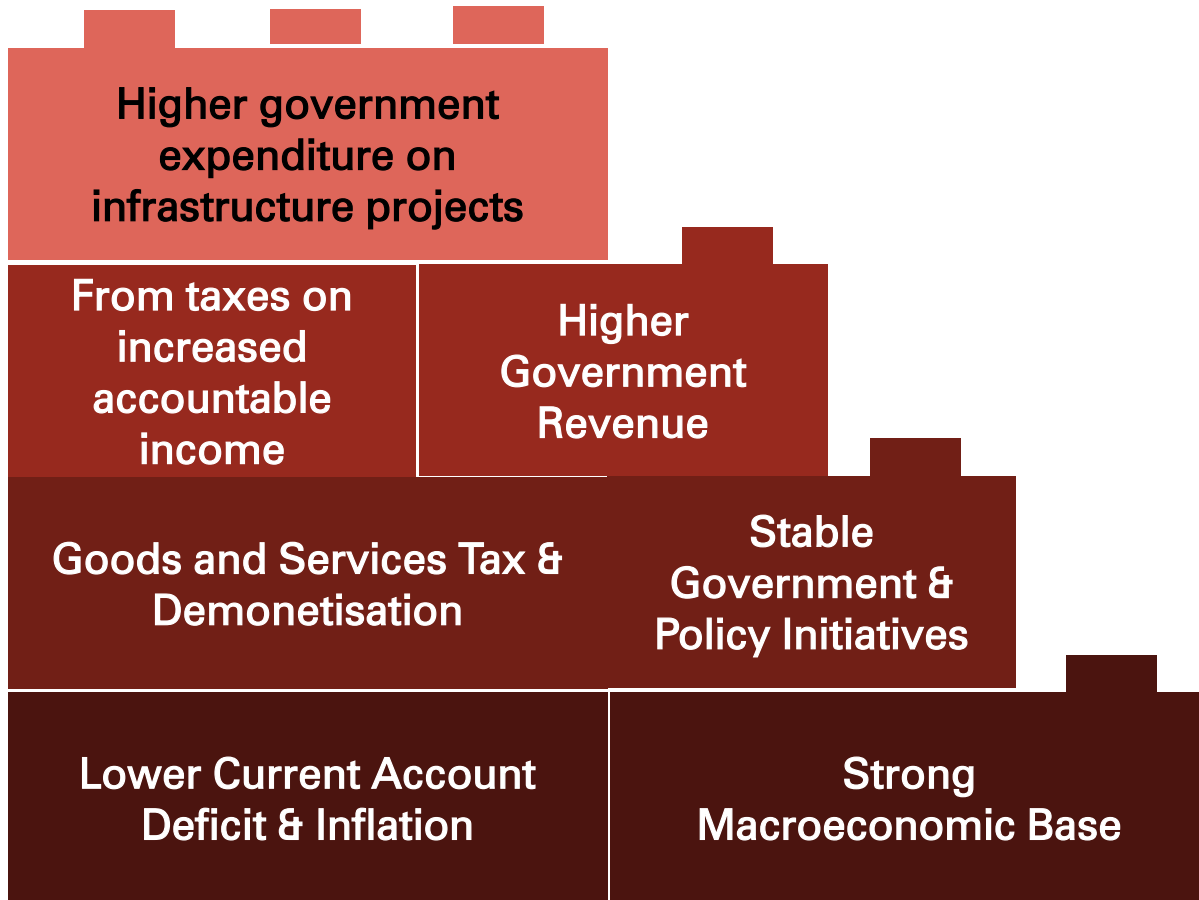 Higher government
expenditure on
infrastructure projects
From taxes on
increased
accountable
income
Higher
Government
Revenue
Goods and Services Tax &
Demonetisation
Stable
Government &
Policy Initiatives
Lower Current Account
Deficit & Inflation
Strong
Macroeconomic Base